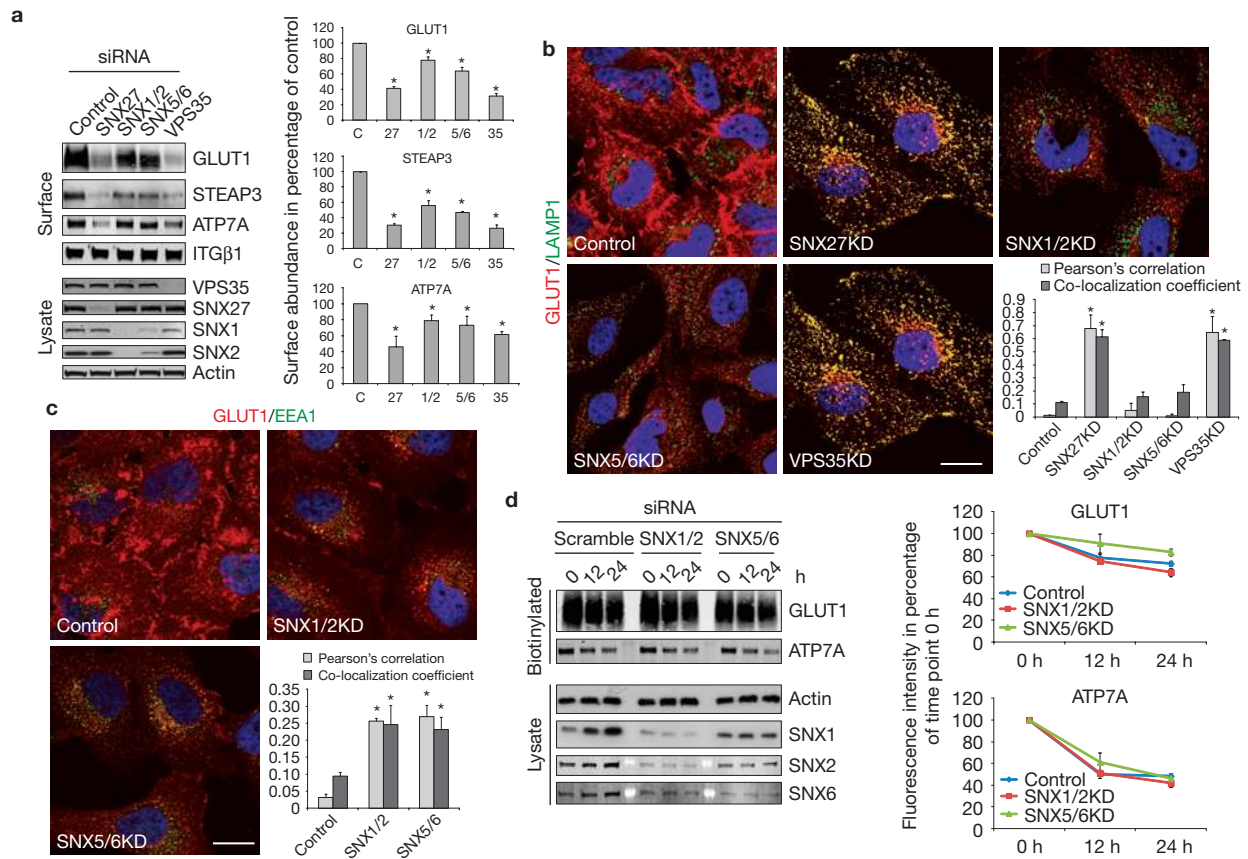 a
siRNA
Control
SNX27
SNX1/2
SNX5/6
VPS35
Surface
GLUT1
STEAP3
ATP7A
ITGβ1
Lysate
VPS35
SNX27
SNX1
SNX2
Actin
Surface abundance in percentage of control
GLUT1
120
100
80
60
40
20
0
C 27 1/2 5/6 35
* * * *
STEAP3
120
100
80
60
40
20
0
C 27 1/2 5/6 35
* * * *
ATP7A
120
100
80
60
40
20
0
C 27 1/2 5/6 35
* * * *
b
GLUT1/LAMP1
Control
SNX27KD
SNX1/2KD
SNX5/6KD
VPS35KD
Pearson's correlation
Co-localization coefficient
0.9
0.8
0.7
0.6
0.5
0.4
0.3
0.2
0.1
0
* * * *
Control
SNX27KD
SNX1/2KD
SNX5/6KD
VPS35KD
c
GLUT1/EEA1
Control
SNX1/2KD
SNX5/6KD
Pearson's correlation
Co-localization coefficient
0.35
0.30
0.25
0.20
0.15
0.10
0.05
0
* * * *
Control
SNX1/2
SNX5/6
d
siRNA
Scramble SNX1/2 SNX5/6
0 12 24 0 12 24 0 12 24 h
Biotinylated
GLUT1
ATP7A
Lysate
Actin
SNX1
SNX2
SNX6
Fluorescence intensity in percentage of time point 0 h
GLUT1
120
100
80
60
40
20
0
Control
SNX1/2KD
SNX5/6KD
0 h 12 h 24 h
ATP7A
120
100
80
60
40
20
0
Control
SNX1/2KD
SNX5/6KD
0 h 12 h 24 h